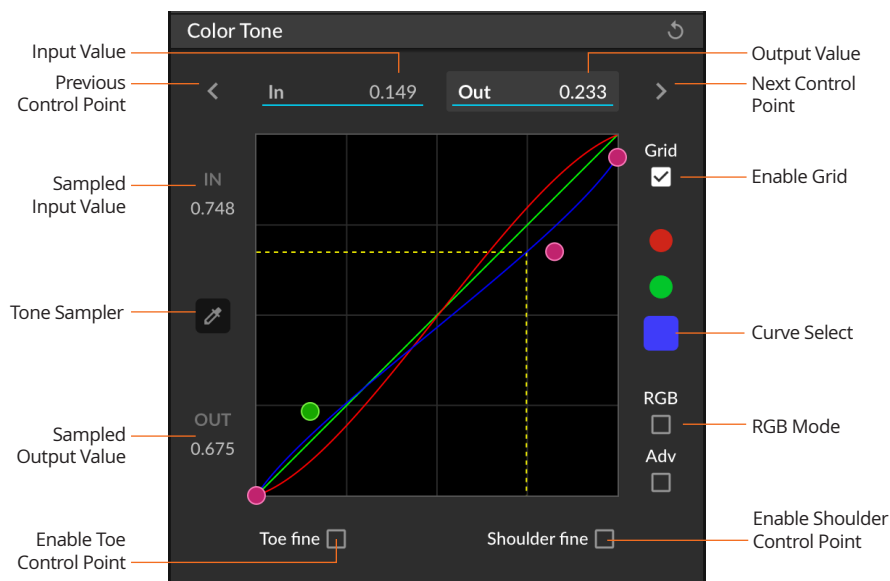 Color Tone
Input Value
Output Value
Previous
Control Point
In 0.149
Out 0.233
Next Control
Point
Grid
Sampled
Input Value
IN
0.748
Enable Grid
Tone Sampler
Curve Select
RGB
OUT
0.675
Sampled
Output Value
RGB Mode
Adv
Enable Toe
Control Point
Toe fine
Shoulder fine
Enable Shoulder
Control Point